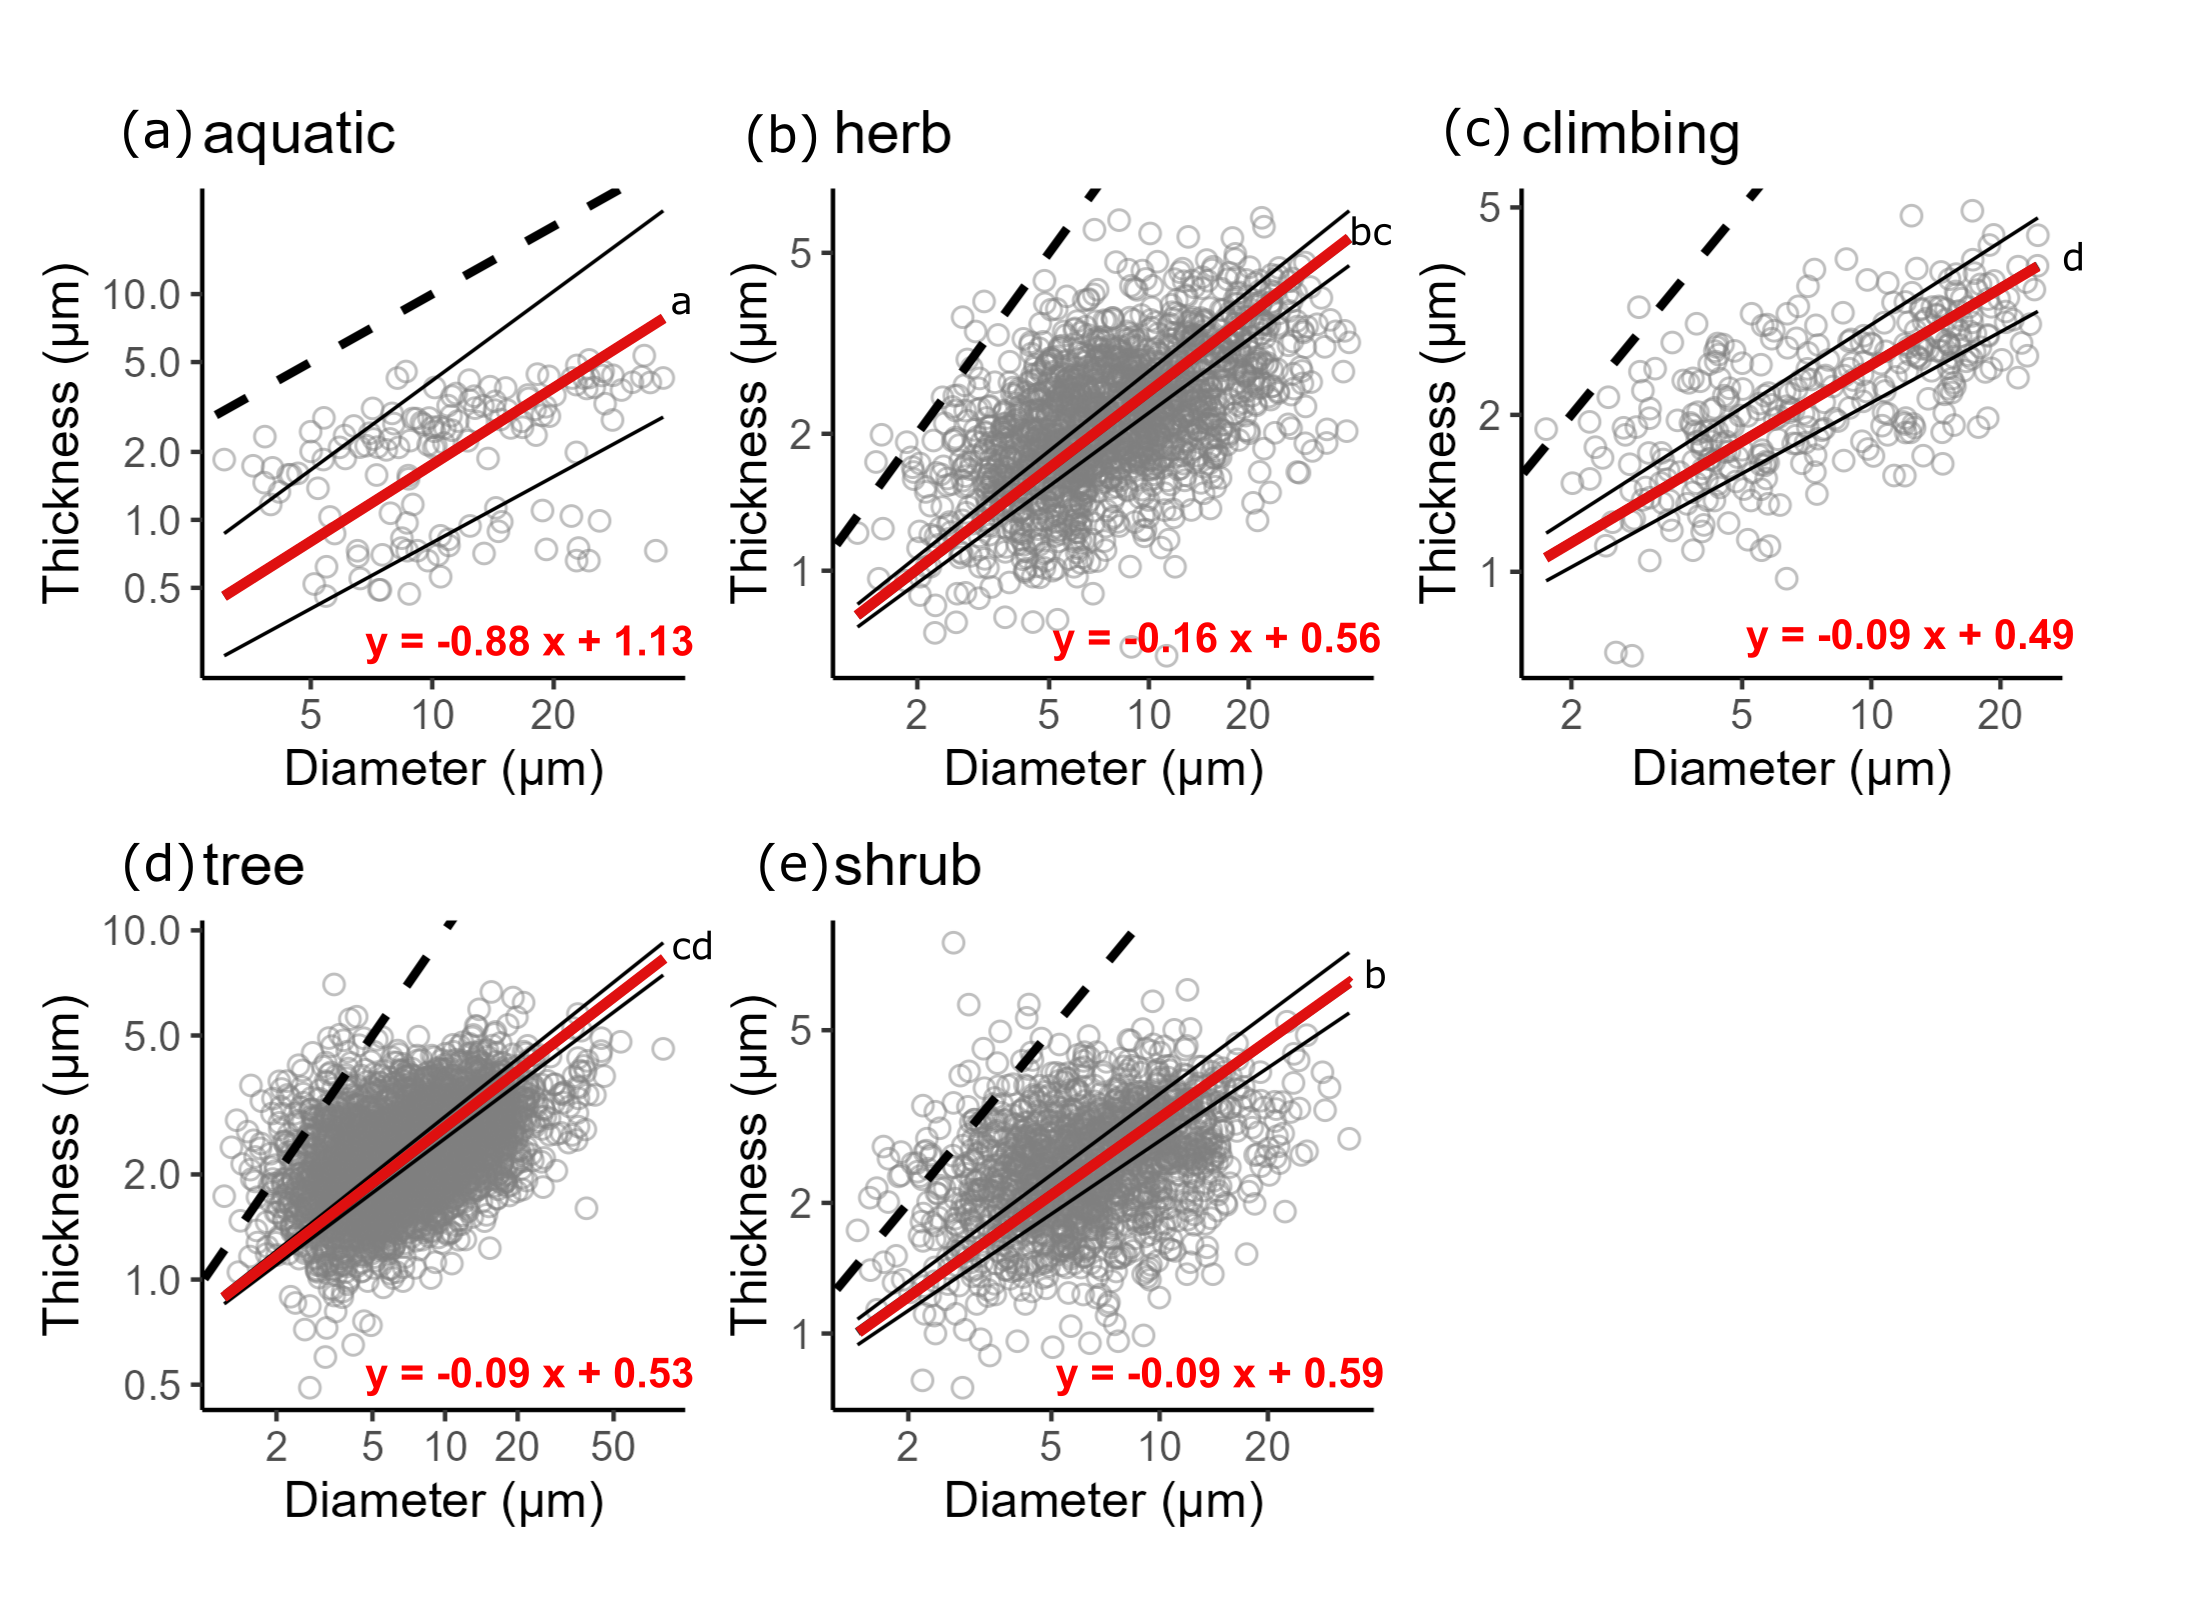 (a) aquatic
Thickness (µm)
10.0
5.0
2.0
1.0
0.5
a
y = -0.88 x + 1.13
5 10 20
Diameter (µm)
(b) herb
Thickness (µm)
5
2
1
bc
y = -0.16 x + 0.56
2 5 10 20
Diameter (µm)
(c) climbing
Thickness (µm)
5
2
1
d
y = -0.09 x + 0.49
2 5 10 20
Diameter (µm)
(d) tree
Thickness (µm)
10.0
5.0
2.0
1.0
0.5
cd
y = -0.09 x + 0.53
2 5 10 20 50
Diameter (µm)
(e) shrub
Thickness (µm)
5
2
1
b
y = -0.09 x + 0.59
2 5 10 20
Diameter (µm)